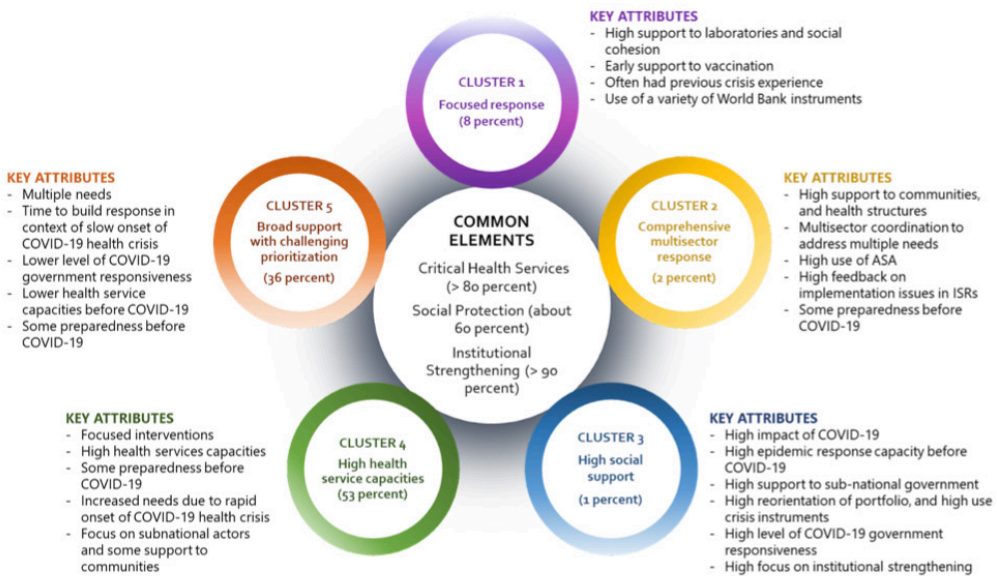 KEY ATTRIBUTES
- High support to laboratories and social
cohesion
- Early support to vaccination
- Often had previous crisis experience
- Use of a variety of World Bank instruments
CLUSTER 1
Focused response
(8 percent)
KEY ATTRIBUTES
- Multiple needs
- Time to build response in
context of slow onset of
COVID-19 health crisis
- Lower level of COVID-19
government responsiveness
- Lower health service
capacities before COVID-19
- Some preparedness before
COVID-19
CLUSTER 5
Broad support
with challenging
prioritization
(36 percent)
COMMON
ELEMENTS
Critical Health Services
(> 80 percent)
Social Protection (about
60 percent)
Institutional
Strengthening (> 90
percent)
CLUSTER 2
Comprehensive
multisector
response
(2 percent)
KEY ATTRIBUTES
- High support to communities,
and health structures
- Multisector coordination to
address multiple needs
- High use of ASA
- High feedback on
implementation issues in ISRs
- Some preparedness before
COVID-19
KEY ATTRIBUTES
- Focused interventions
- High health services capacities
- Some preparedness before
COVID-19
- Increased needs due to rapid
onset of COVID-19 health crisis
- Focus on subnational actors
and some support to
communities
CLUSTER 4
High health
service capacities
(53 percent)
CLUSTER 3
High social
support
(1 percent)
KEY ATTRIBUTES
- High impact of COVID-19
- High epidemic response capacity before
COVID-19
- High support to sub-national government
- High reorientation of portfolio, and high use
crisis instruments
- High level of COVID-19 government
responsiveness
- High focus on institutional strengthening